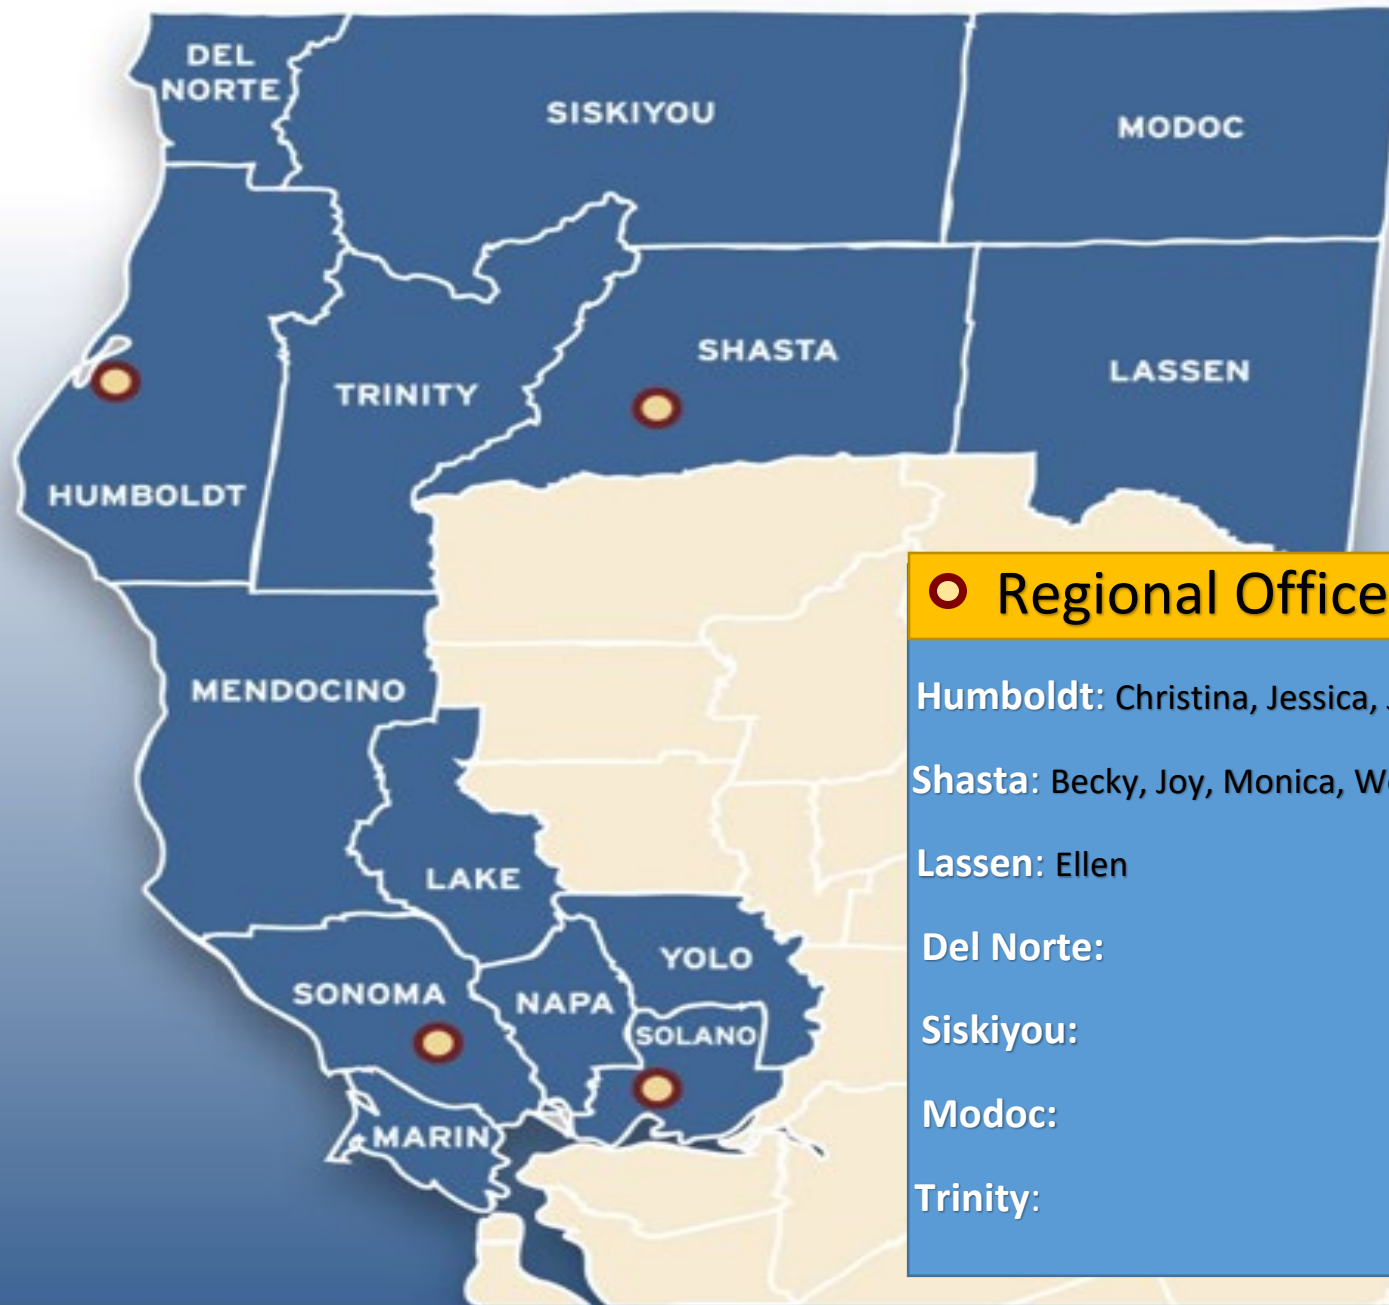 DEL
NORTE
SISKIYOU
MODOC
SHASTA
LASSEN
TRINITY
HUMBOLDT
Regional Office
MENDOCINO
Humboldt: Christina, Jessica,
Shasta: Becky, Joy, Monica,
Lassen: Ellen
LAKE
Del Norte:
YOLO
SONOMA
NAPA
Siskiyou:
SOLANO
Modoc:
MARIN
Trinity: